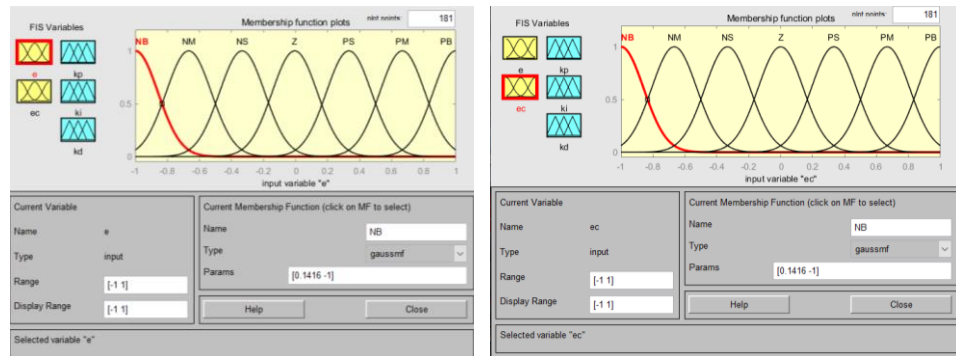 FIS Variables
Membership function plots
plot points:
181
NB
NM
NS
Z
PS
PM
PB
e
kp
ec
ki
kd
1
0.5
0
-1
-0.8
-0.6
-0.4
-0.2
0
0.2
0.4
0.6
0.8
1
input variable "e"
Current Variable
Current Membership Function (click on MF to select)
Name
e
Name
NB
Type
input
Type
gaussmf
Params
[0.1416 -1]
Range
[-1 1]
Display Range
[-1 1]
Help
Close
Selected variable "e"
FIS Variables
Membership function plots
plot points:
181
NB
NM
NS
Z
PS
PM
PB
e
kp
ec
ki
kd
1
0.5
0
-1
-0.8
-0.6
-0.4
-0.2
0
0.2
0.4
0.6
0.8
1
input variable "ec"
Current Variable
Current Membership Function (click on MF to select)
Name
ec
Name
NB
Type
input
Type
gaussmf
Params
[0.1416 -1]
Range
[-1 1]
Display Range
[-1 1]
Help
Close
Selected variable "ec"